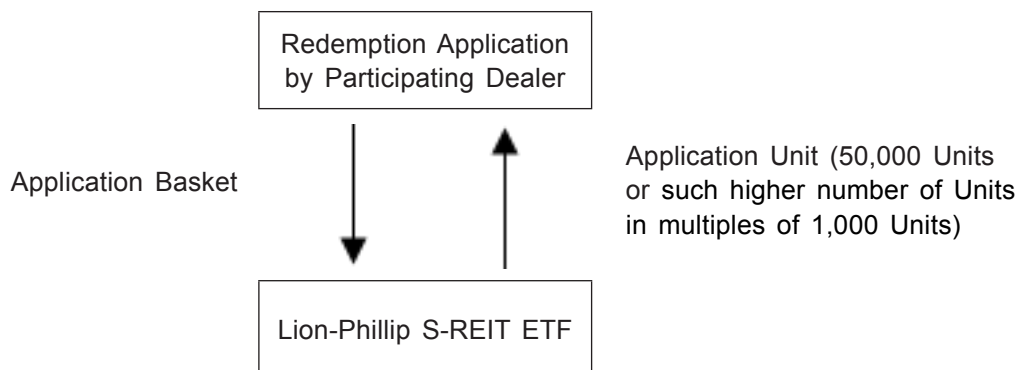 Redemption Application
by Participating Dealer
Application Basket
Application Unit (50,000 Units
or such higher number of Units
in multiples of 1,000 Units)
Lion-Phillip S-REIT ETF